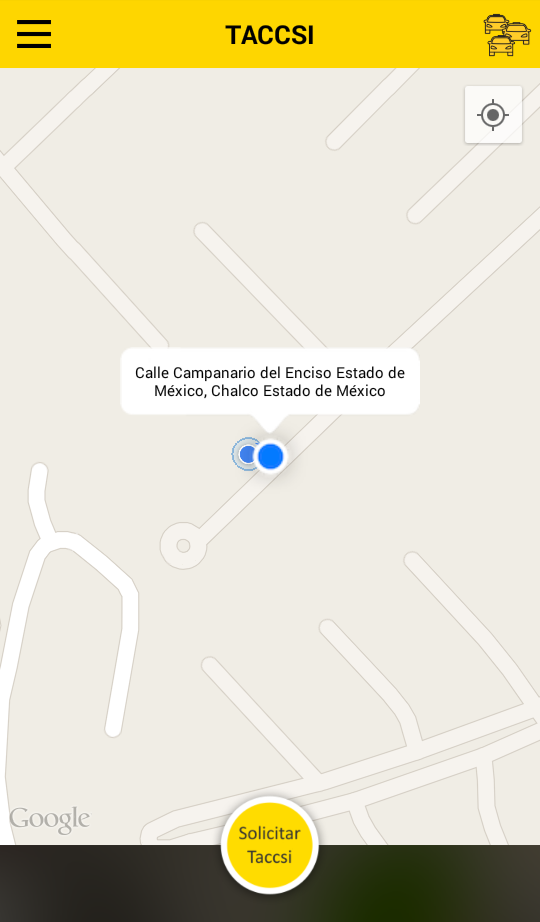 TACCSI
Calle Campanario del Enciso Estado de
México, Chalco Estado de México
Google
Solicitar
Taccsi